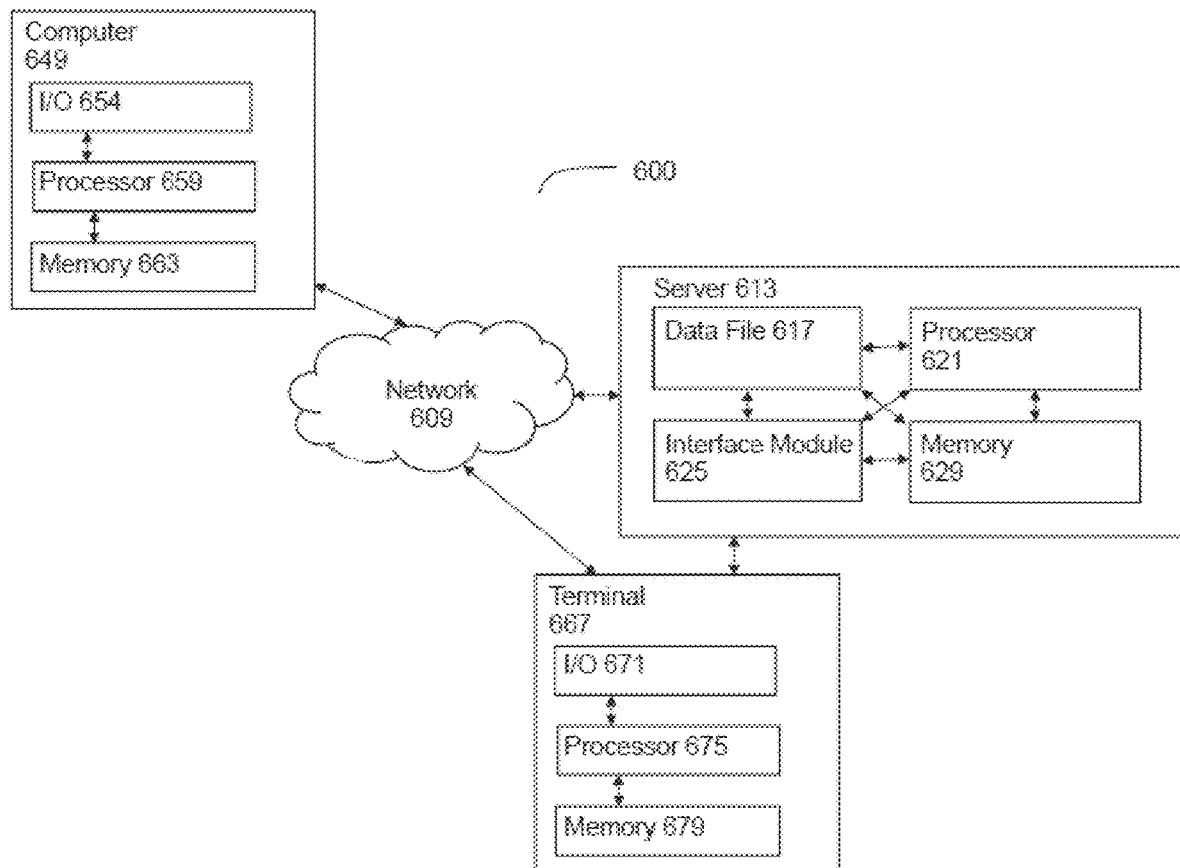 Computer
649
I/O 654
Processor 659
Memory 663
600
Network
609
Server 613
Data File 617
Processor
621
Interface Module
625
Memory
629
Terminal
667
I/O 671
Processor 675
Memory 679